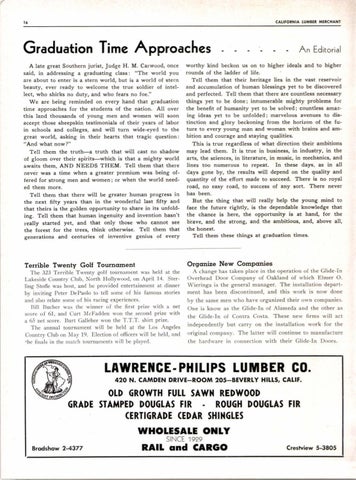 16
CALIFORNIA LUMBER MERCHANT
Graduation Time Approaches - - - - - - An Editorial
A late great Southern jurist, Judge H. M. Carwood, once
said, in addressing a graduating class: "The world you
are about to enter is a stern world, but is a world of stern
beauty, ever ready to welcome the true soldier of intel-
lect, who shirks no duty, and who learns no foe."
We are being reminded on every hand that graduation
time approaches for the students of the nation. All over
this land thousands of young men and women will soon
accept those sheepskin testimonials of their years of labor
in schools and colleges, and will turn wide-eyed to the
great world, asking in their hearts that tragic question:
"And what now?"
Tell them the truth—a truth that will cast no shadow
of gloom over their spirits—which is that a mighty world
awaits them, AND NEEDS THEM. Tell them that there
never was a time when a greater premium was being of-
fered for strong men and women; or when the world need-
ed them more.
Tell them that there will be greater human progress in
the next fifty years than in the wonderful last fifty and
that theirs is the golden opportunity to share in its unfold-
ing. Tell them that human ingenuity and invention hasn't
really started yet, and that only those who cannot see
the forest for the trees, think otherwise. Tell them that
generations and centuries of inventive genius of every
worthy kind beckon us on to higher ideals and to higher
rounds of the ladder of life.
Tell them that their heritage lies in the vast reservoir
and accumulation of human blessings yet to be discovered
and perfected. Tell them that there are countless necessary
things yet to be done; innumerable mighty problems for
the benefit of humanity yet to be solved; countless amaz-
ing ideas yet to be unfolded; marvelous avenues to dis-
tinction and glory beckoning from the horizon of the fu-
ture to every young man and woman with brains and am-
bition and courage and staying qualities.
This is true regardless of what direction their ambitions
may lead them. It is true in business, in industry, in the
arts, the sciences, in literature, in music, in mechanics, and
lines too numerous to repeat. In these days, as in all
days gone by, the results will depend on the quality and
quantity of the effort made to succeed. There is no royal
road, no easy road, to success of any sort. There never
has been.
But the thing that will really help the young mind to
face the future rightly, is the dependable knowledge that
the chance is here, the opportunity is at hand, for the
brave, and the strong, and the ambitious, and, above all,
the honest.
Tell them these things at graduation times.
Terrible Twenty Golf Tournament
The 323 Terrible Twenty golf tournament was held at the
Lakeside Country Club, North Hollywood, on April 14. Ster-
ling Stofle was host, and he provided entertainment at dinner
by inviting Peter DePaolo to tell some of his famous stories
and also relate some of his racing experiences.
Bill Bucher was the winner of the first prize with a net
score of 61, and Curt McFadden won the second prize with
a 65 net score. Bart Galleher won the T.T.T. shirt prize.
The annual tournament will be held at the Los Angeles
Country Club on May 19. Election of officers will be held, and
the finals in the match tournaments will be played.
Organize New Companies
A change has taken place in the operation of the Glide-In
Overhead Door Company of Oakland of which Elmer O.
Wieringa is the general manager. The installation depart-
ment has been discontinued, and this work is now done
by the same men who have organized their own companies.
One is know as the Glide-In of Alameda and the other as
the Glide-In of Contra Costa. These new firms will act
independently but carry on the installation work for the
original company. The latter will continue to manufacture
the hardware in connection with their Glide-In Doors.
LAWRENCE-PHILIPS LUMBER CO.
420 N. CAMDEN DRIVE—ROOM 205—BEVERLY HILLS, CALIF.
OLD GROWTH FULL SAWN REDWOOD
GRADE STAMPED DOUGLAS FIR - ROUGH DOUGLAS FIR
CERTIGRADE CEDAR SHINGLES
WHOLESALE ONLY
SINCE 1929
Bradshaw 2-4377
RAIL and CARGO
Crestview 5-3805